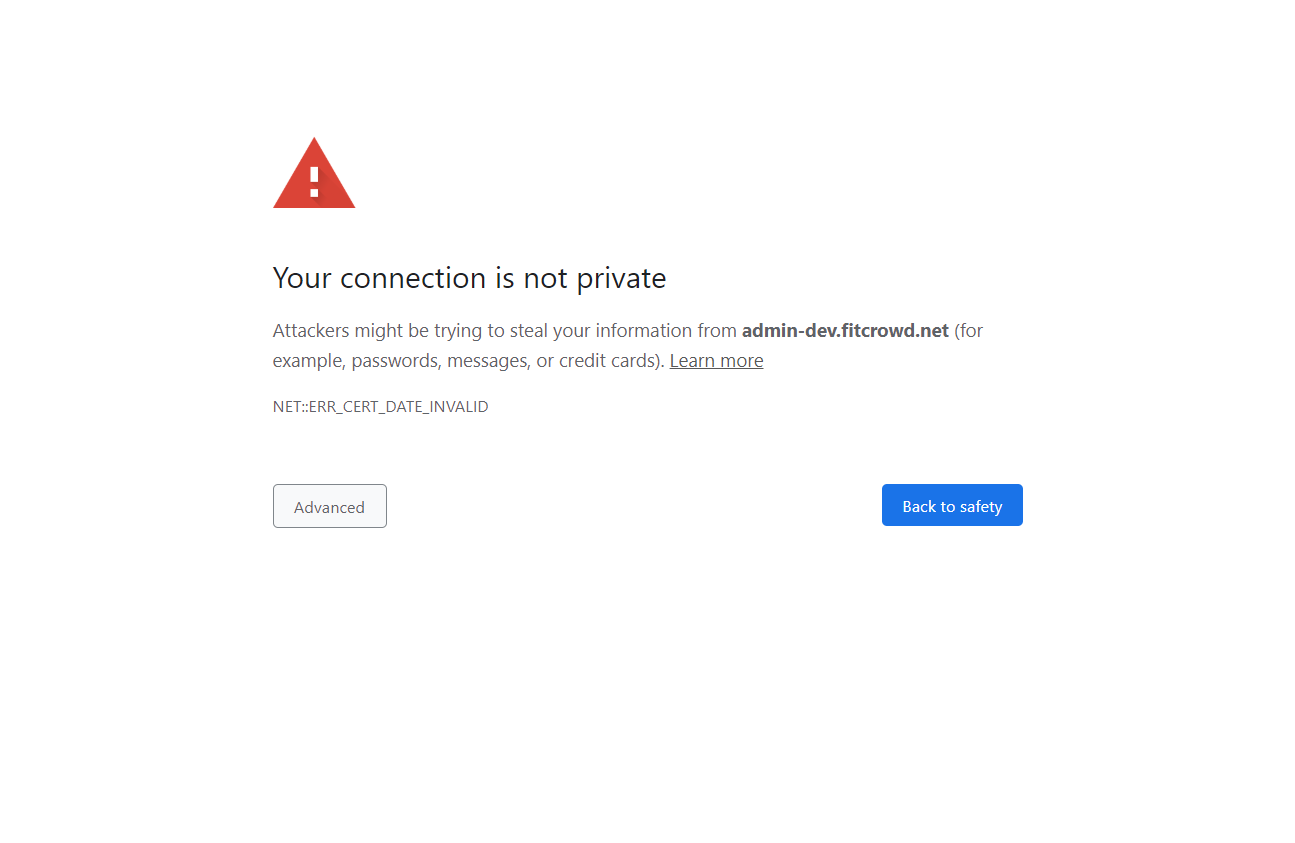 Your connection is not private
Attackers might be trying to steal your information from admin-dev.fitcrowd.net (for
example, passwords, messages, or credit cards). Learn more
NET::ERR_CERT_DATE_INVALID
Advanced
Back to safety